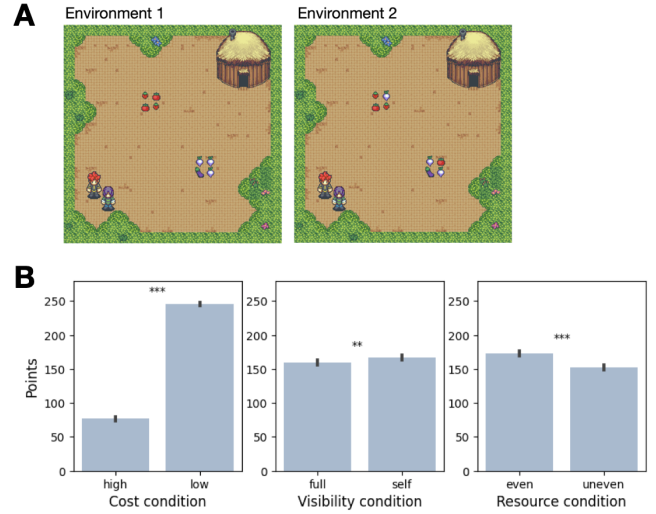 Environment 1
Environment 2
A
B
Points
250
200
150
100
50
0
***
high
low
Cost condition
250
200
150
100
50
0
**
full
self
Visibility condition
250
200
150
100
50
0
***
even
uneven
Resource condition